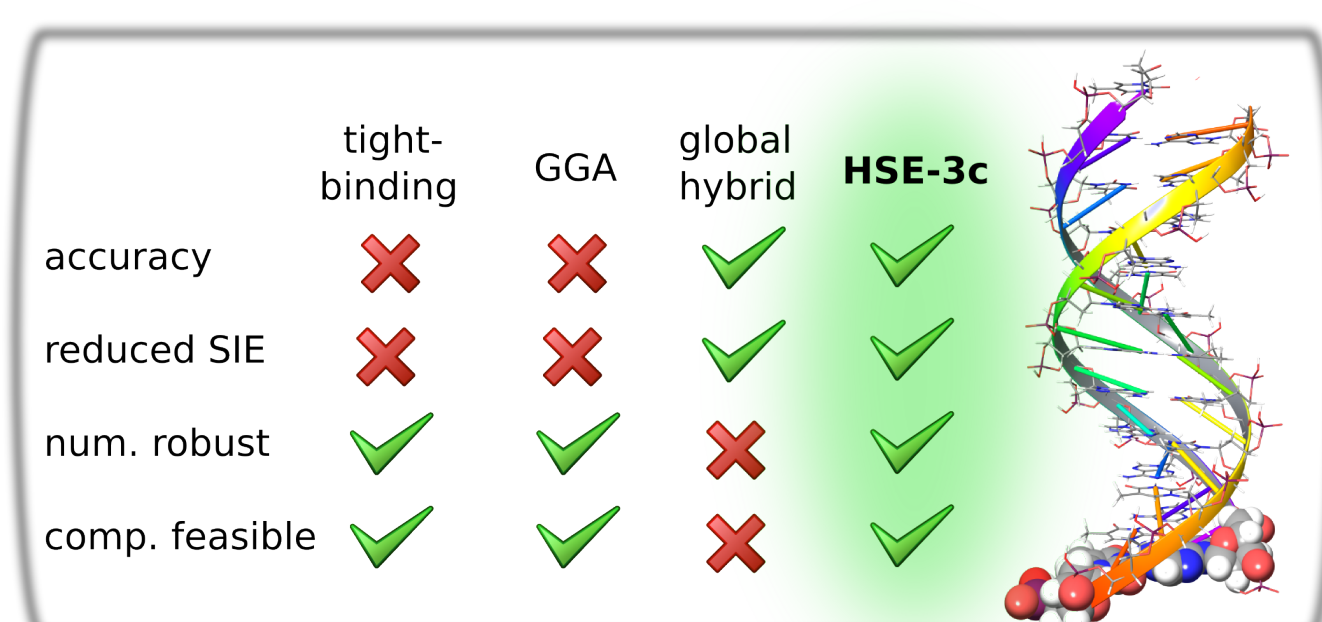 tight-
binding
GGA
global
hybrid
HSE-3c
accuracy
reduced SIE
num. robust
comp. feasible